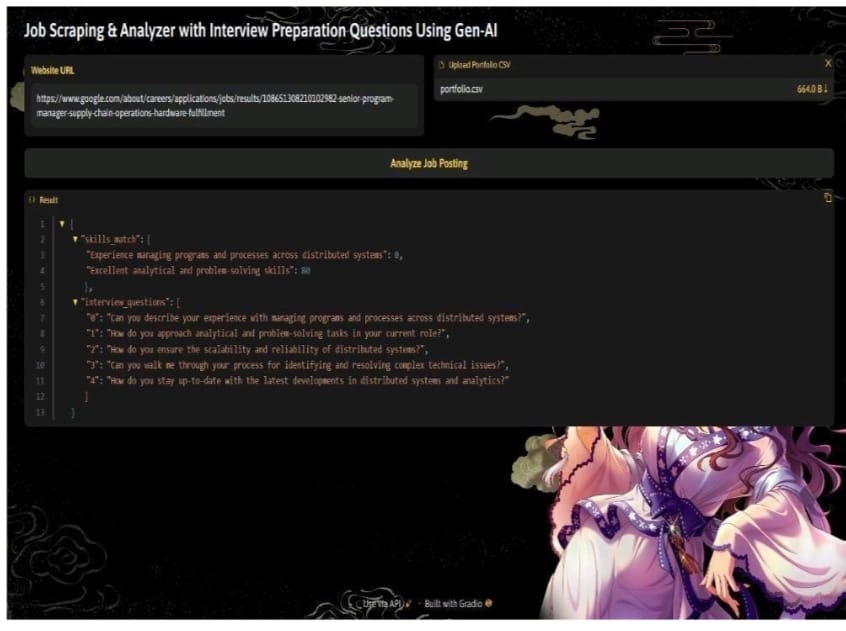 Job Scraping & Analyzer with Interview Preparation Questions Using Gen-AI
Website URL
https://www.google.com/about/careers/applications/jobs/results/108651308210102982-senior-program-
manager-supply-chain-operations-hardware-fulfillment
Upload Portfolio CSV
X
portfolio.csv
664.0 B ↓
Analyze Job Posting
{} Result
1 ▼ {
2 ▼ "skills_match": {
3 "Experience managing programs and processes across distributed systems": 0,
4 "Excellent analytical and problem-solving skills": 80
5 },
6 ▼ "interview_questions": [
7 "0": "Can you describe your experience with managing programs and processes across distributed systems?",
8 "1": "How do you approach analytical and problem-solving tasks in your current role?",
9 "2": "How do you ensure the scalability and reliability of distributed systems?",
10 "3": "Can you walk me through your process for identifying and resolving complex technical issues?",
11 "4": "How do you stay up-to-date with the latest developments in distributed systems and analytics?"
12 ]
13 }
Use via API · Built with Gradio